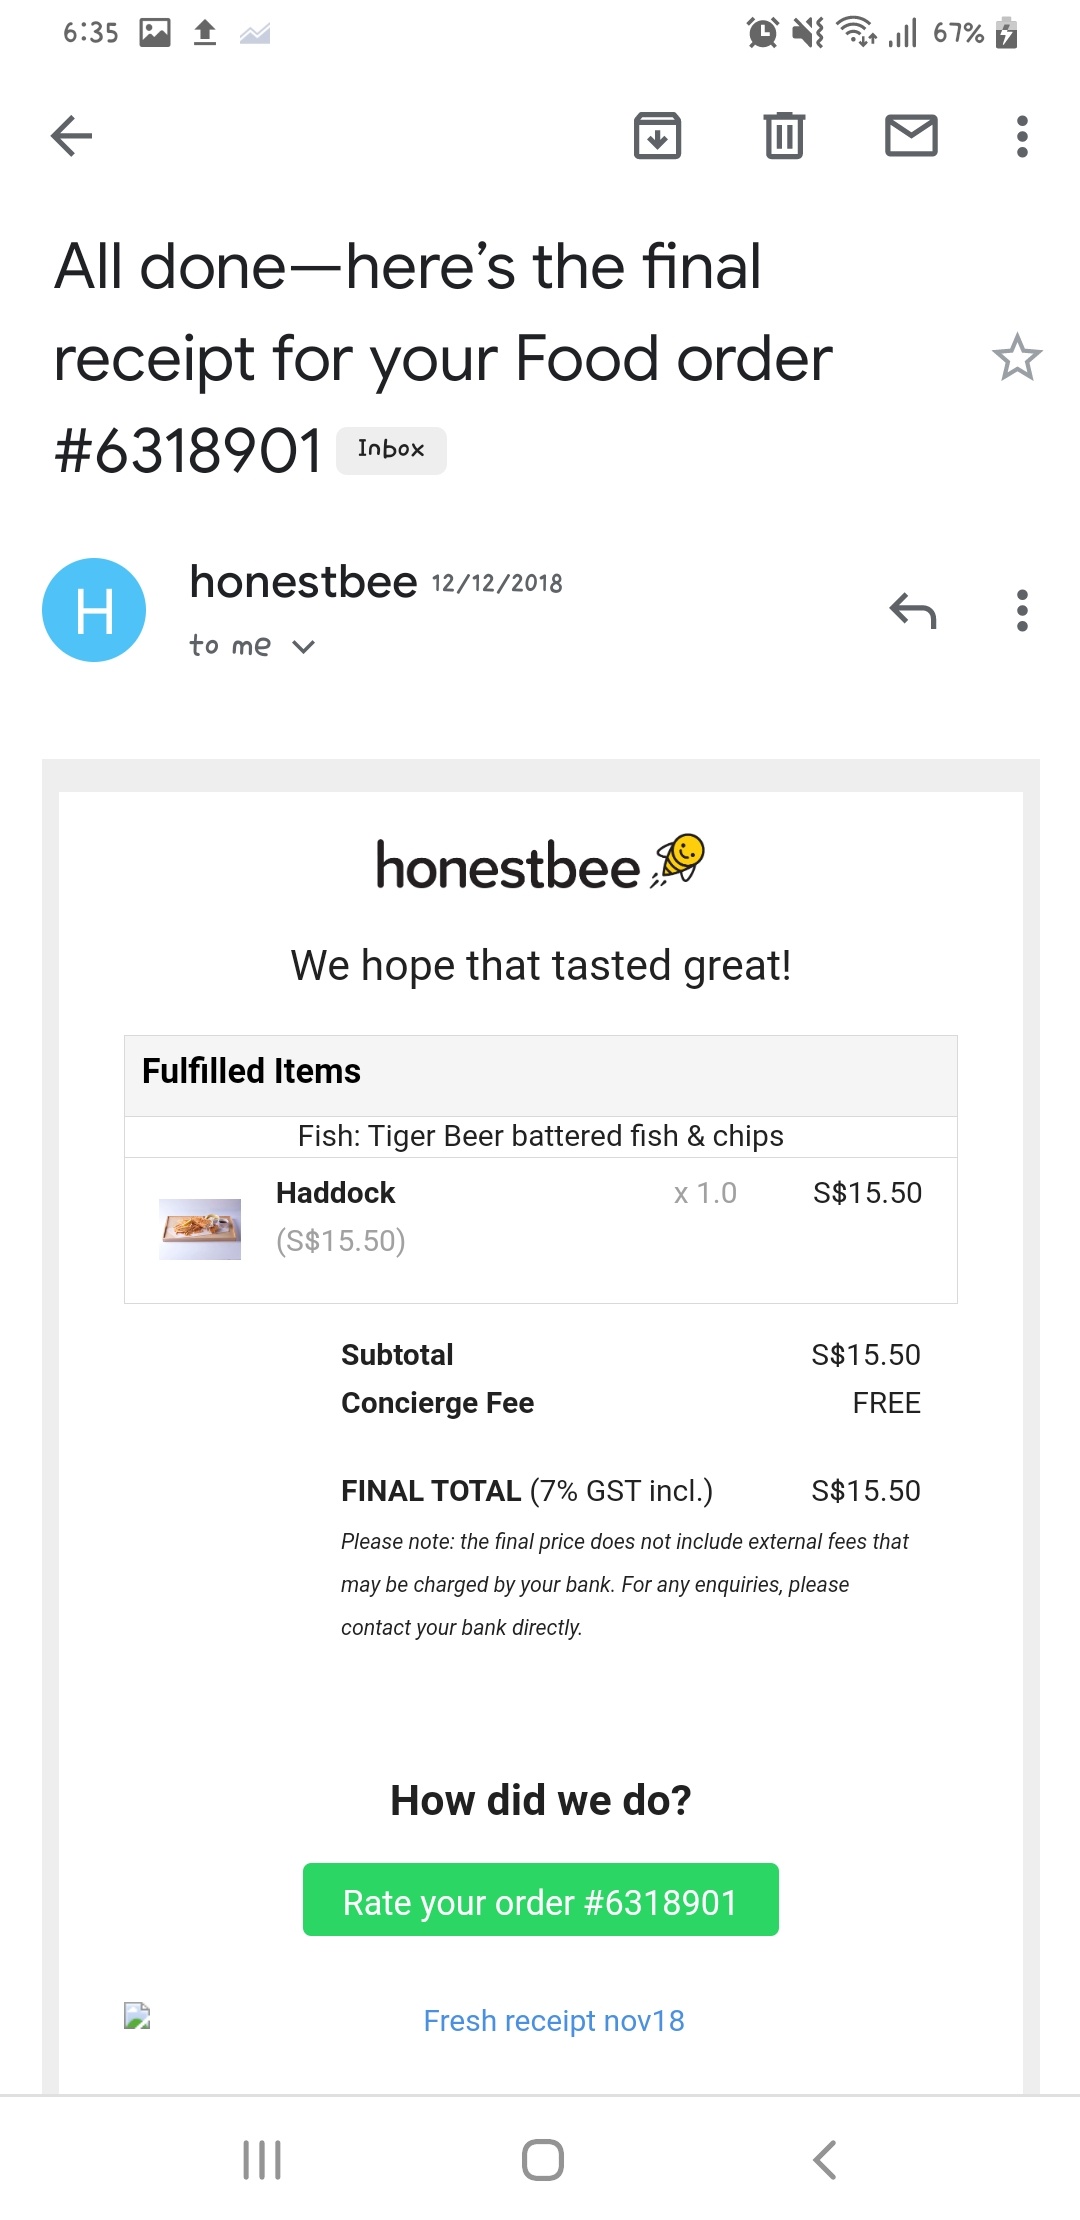 6:35
67%
All done—here's the final
receipt for your Food order
#6318901 Inbox
H
honestbee 12/12/2018
to me
honestbee
We hope that tasted great!
Fulfilled Items
Fish: Tiger Beer battered fish & chips
Haddock x 1.0 S$15.50
(S$15.50)
Subtotal S$15.50
Concierge Fee FREE
FINAL TOTAL (7% GST incl.) S$15.50
Please note: the final price does not include external fees that
may be charged by your bank. For any enquiries, please
contact your bank directly.
How did we do?
Rate your order #6318901
Fresh receipt nov18